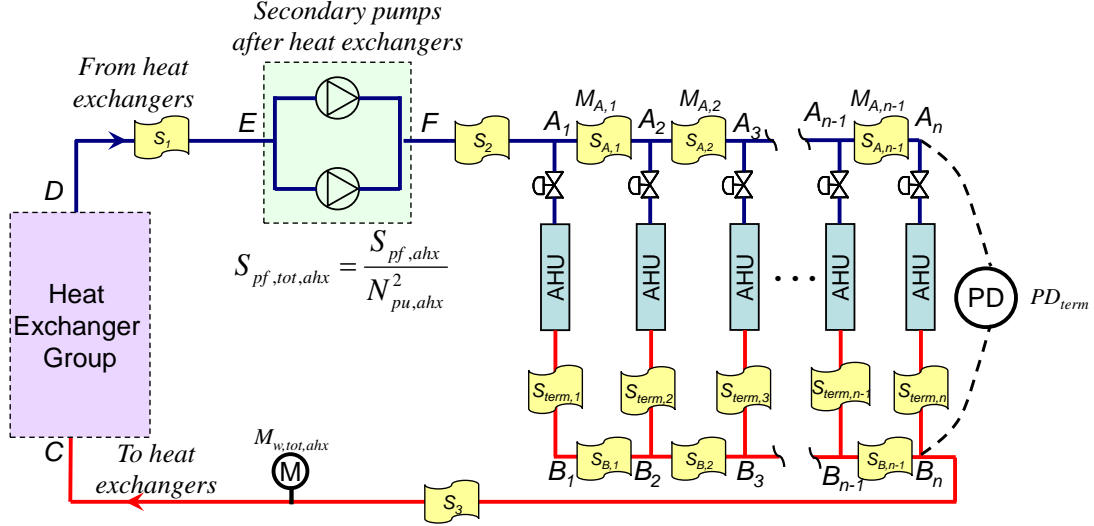 Secondary pumps
after heat exchangers
From heat
exchangers
S1
E
F
S2
A1
MA,1
SA,1
A2
MA,2
SA,2
A3
An-1
MA,n-1
SA,n-1
An
D
Spf,tot,ahx = Spf,ahx / N²pu,ahx
AHU
AHU
AHU
...
AHU
AHU
PD
PDterm
Heat
Exchanger
Group
Sterm,1
Sterm,2
Sterm,3
Sterm,n-1
Sterm,n
C
To heat
exchangers
Mw,tot,ahx
M
S3
B1
SB,1
B2
SB,2
B3
Bn-1
SB,n-1
Bn